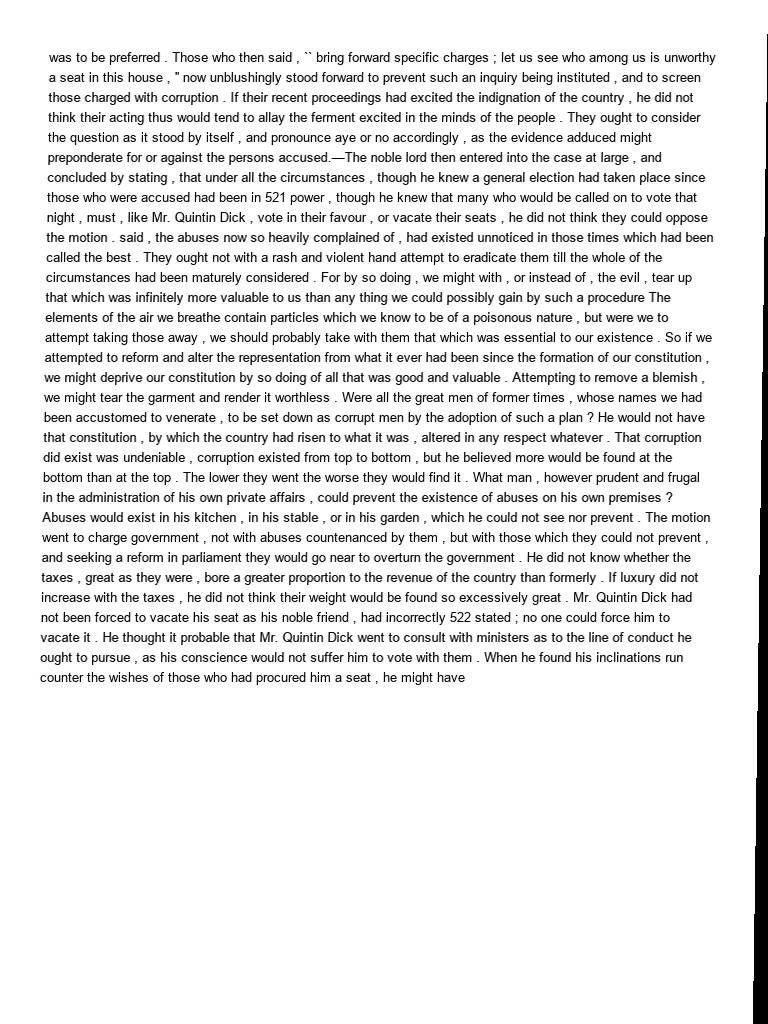 was to be preferred . Those who then said , `` bring forward specific charges ; let us see who among us is unworthy
a seat in this house , " now unblushingly stood forward to prevent such an inquiry being instituted , and to screen
those charged with corruption . If their recent proceedings had excited the indignation of the country , he did not
think their acting thus would tend to allay the ferment excited in the minds of the people . They ought to consider
the question as it stood by itself , and pronounce aye or no accordingly , as the evidence adduced might
preponderate for or against the persons accused.—The noble lord then entered into the case at large , and
concluded by stating , that under all the circumstances , though he knew a general election had taken place since
those who were accused had been in 521 power , though he knew that many who would be called on to vote that
night , must , like Mr. Quintin Dick , vote in their favour , or vacate their seats , he did not think they could oppose
the motion . said , the abuses now so heavily complained of , had existed unnoticed in those times which had been
called the best . They ought not with a rash and violent hand attempt to eradicate them till the whole of the
circumstances had been maturely considered . For by so doing , we might with , or instead of , the evil , tear up
that which was infinitely more valuable to us than any thing we could possibly gain by such a procedure The
elements of the air we breathe contain particles which we know to be of a poisonous nature , but were we to
attempt taking those away , we should probably take with them that which was essential to our existence . So if we
attempted to reform and alter the representation from what it ever had been since the formation of our constitution ,
we might deprive our constitution by so doing of all that was good and valuable . Attempting to remove a blemish ,
we might tear the garment and render it worthless . Were all the great men of former times , whose names we had
been accustomed to venerate , to be set down as corrupt men by the adoption of such a plan ? He would not have
that constitution , by which the country had risen to what it was , altered in any respect whatever . That corruption
did exist was undeniable , corruption existed from top to bottom , but he believed more would be found at the
bottom than at the top . The lower they went the worse they would find it . What man , however prudent and frugal
in the administration of his own private affairs , could prevent the existence of abuses on his own premises ?
Abuses would exist in his kitchen , in his stable , or in his garden , which he could not see nor prevent . The motion
went to charge government , not with abuses countenanced by them , but with those which they could not prevent ,
and seeking a reform in parliament they would go near to overturn the government . He did not know whether the
taxes , great as they were , bore a greater proportion to the revenue of the country than formerly . If luxury did not
increase with the taxes , he did not think their weight would be found so excessively great . Mr. Quintin Dick had
not been forced to vacate his seat as his noble friend , had incorrectly 522 stated ; no one could force him to
vacate it . He thought it probable that Mr. Quintin Dick went to consult with ministers as to the line of conduct he
ought to pursue , as his conscience would not suffer him to vote with them . When he found his inclinations run
counter the wishes of those who had procured him a seat , he might have